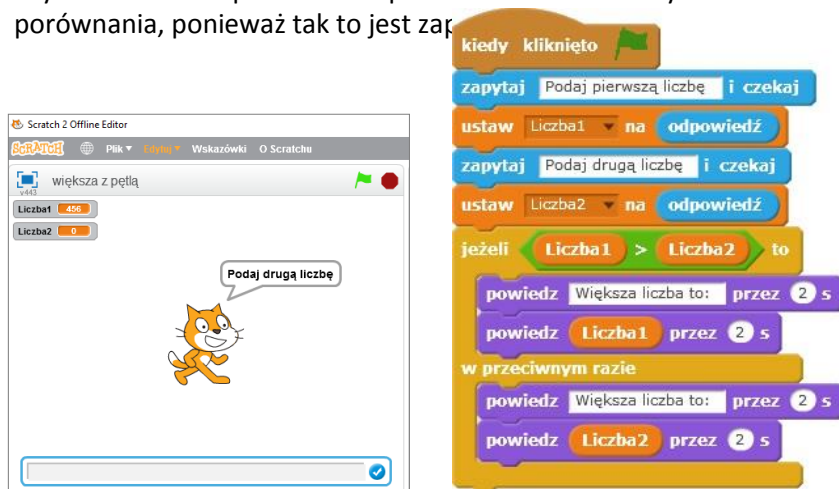 porównania, ponieważ tak to jest
Scratch 2 Offline Editor
SCRATCH Plik Edytuj Wskazówki O Scratchu
v443
większa z pętlą
Liczba1 456
Liczba2 0
Podaj drugą liczbę
kiedy kliknięto
zapytaj Podaj pierwszą liczbę i czekaj
ustaw Liczba1 na odpowiedź
zapytaj Podaj drugą liczbę i czekaj
ustaw Liczba2 na odpowiedź
jeżeli Liczba1 > Liczba2 to
powiedz Większa liczba to: przez 2 s
powiedz Liczba1 przez 2 s
w przeciwnym razie
powiedz Większa liczba to: przez 2 s
powiedz Liczba2 przez 2 s